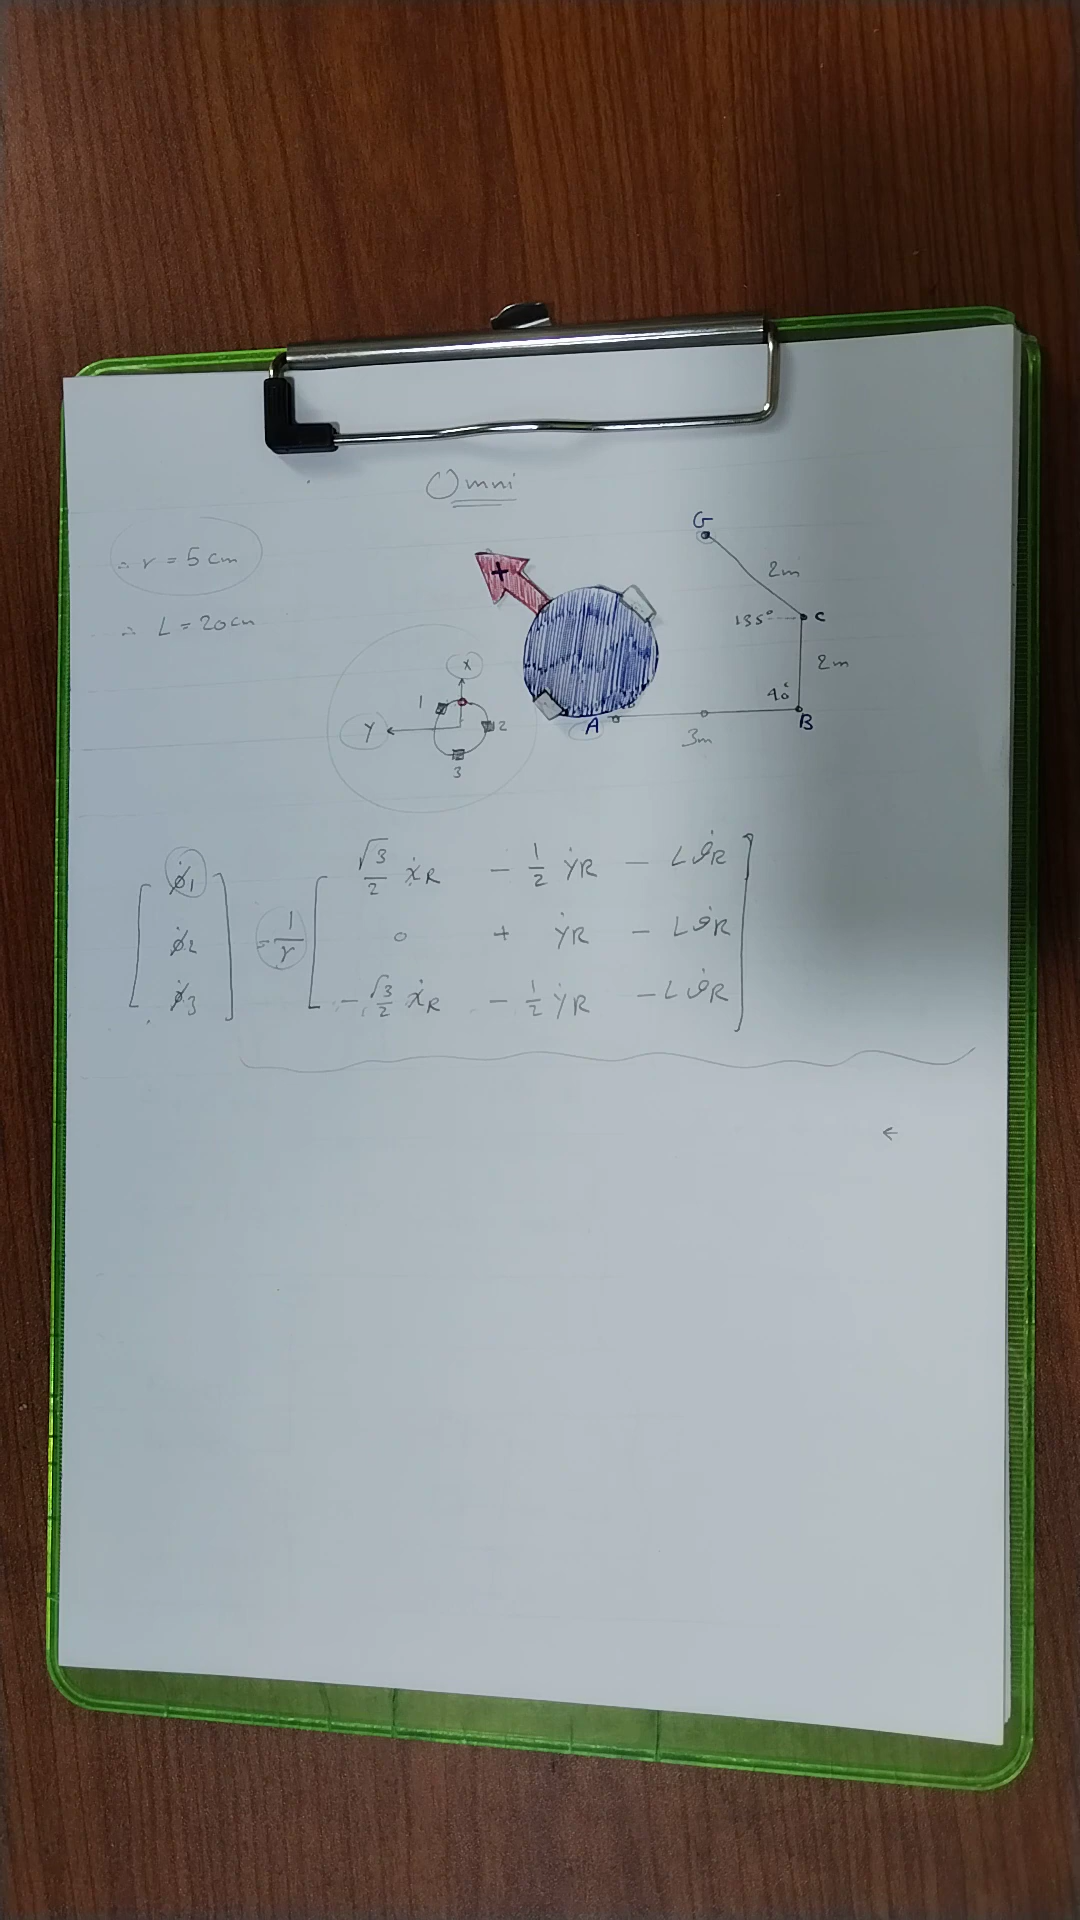 Omni
∴ r = 5 cm
∴ L = 20 cm
G
2m
135°
C
2m
90°
B
A
3m
+
X
Y
1
2
3
[ φ̇1 ] = 1/r [ √3/2 ẋR - 1/2 ẏR - Lθ̇R ]
[ φ̇2 ] [ 0 + ẏR - Lθ̇R ]
[ φ̇3 ] [ -√3/2 ẋR - 1/2 ẏR - Lθ̇R ]
←